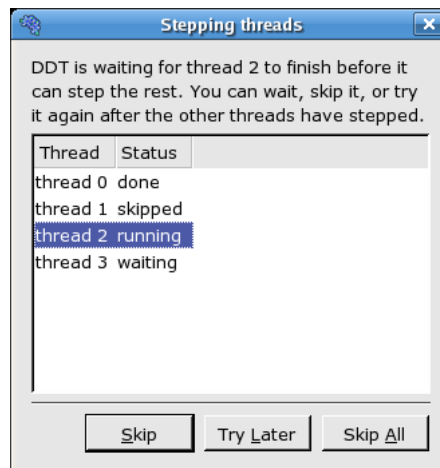 Stepping threads
DDT is waiting for thread 2 to finish before it
can step the rest. You can wait, skip it, or try
it again after the other threads have stepped.
Thread Status
thread 0 done
thread 1 skipped
thread 2 running
thread 3 waiting
Skip Try Later Skip All